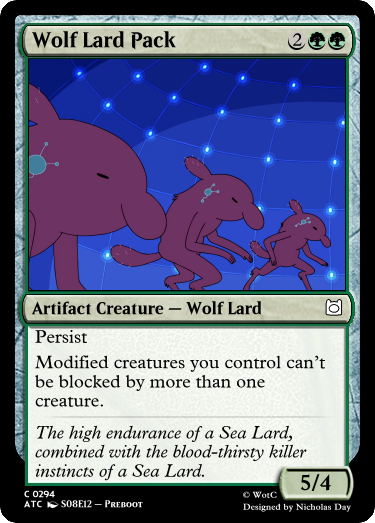 Wolf Lard Pack 2
Artifact Creature — Wolf Lard
Persist
Modified creatures you control can't
be blocked by more than one
creature.
The high endurance of a Sea Lard,
combined with the blood-thirsty killer
instincts of a Sea Lard.
5/4
C 0294
ATC S08E12 — Preboot
© WotC
Designed by Nicholas Day